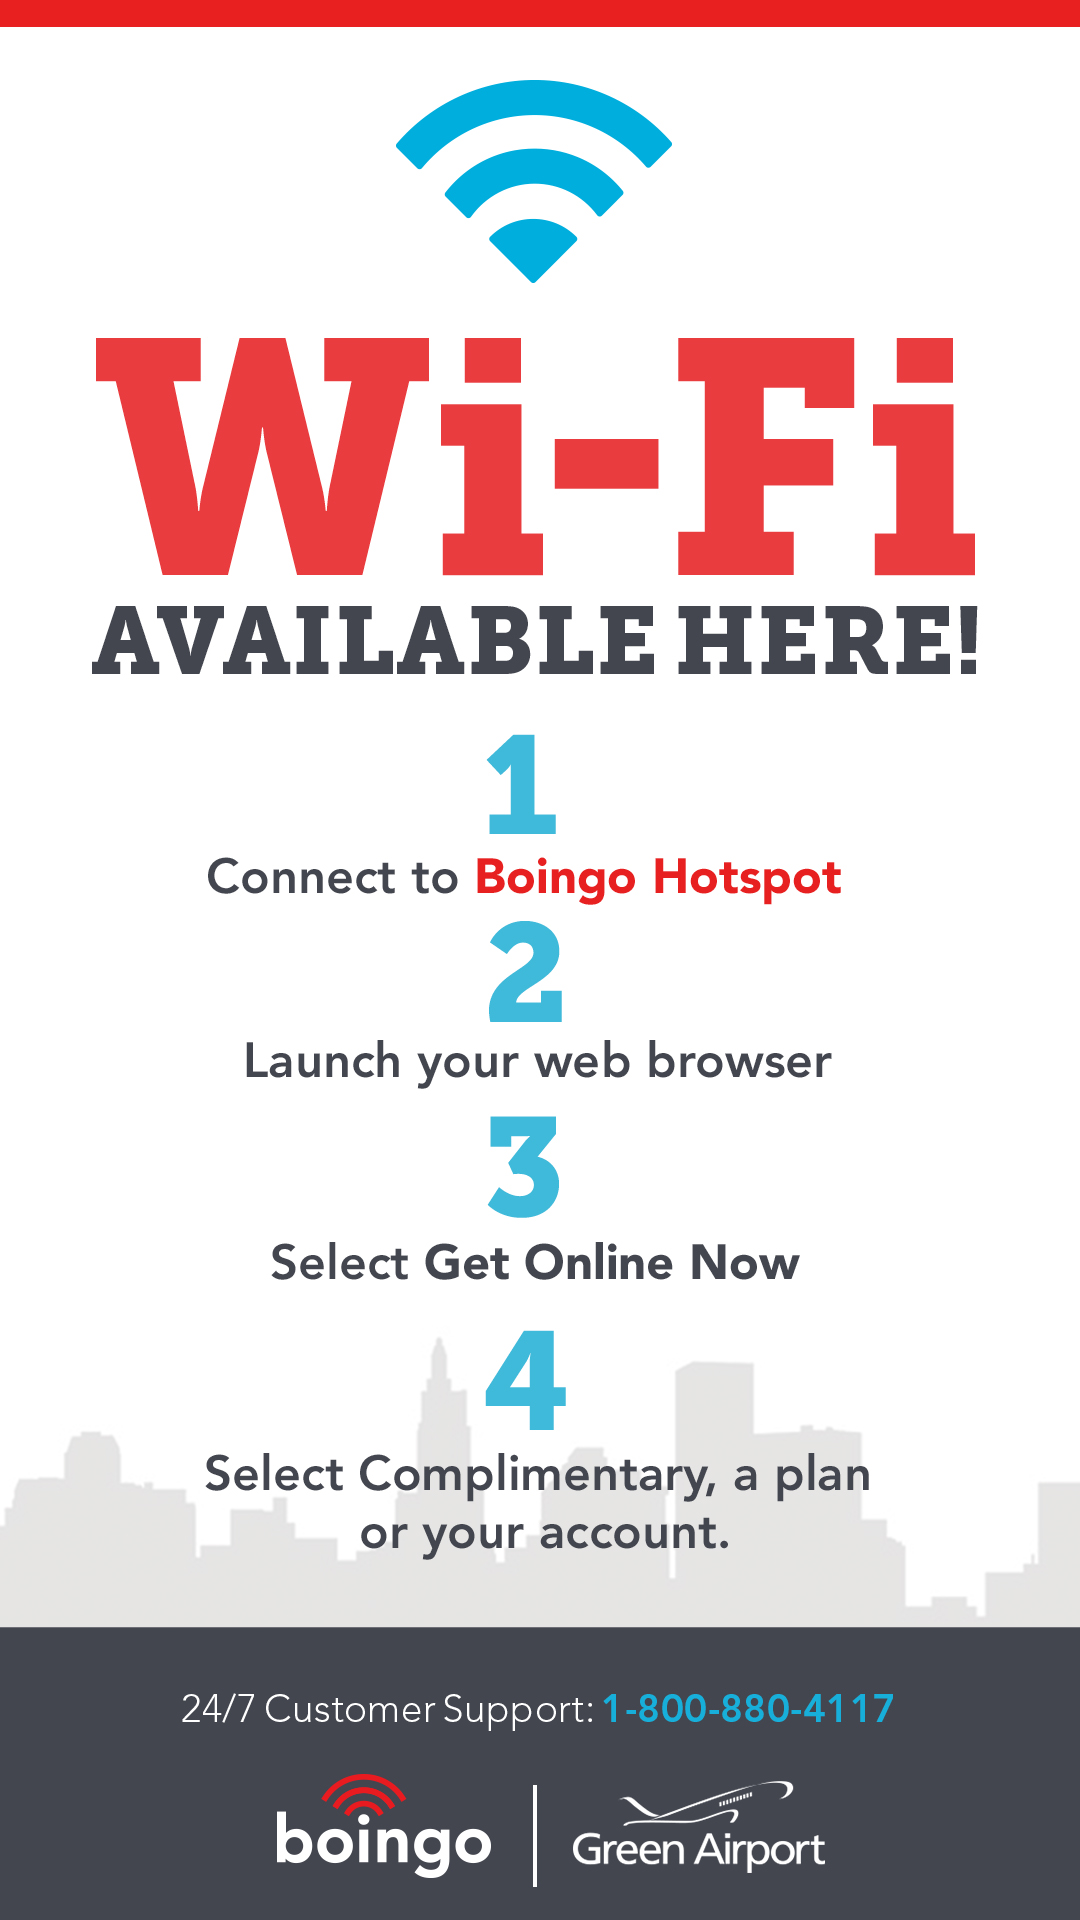 Wi-Fi
AVAILABLE HERE!
1
Connect to Boingo Hotspot
2
Launch your web browser
3
Select Get Online Now
4
Select Complimentary, a plan
or your account.
24/7 Customer Support: 1-800-880-4117
boingo
Green Airport